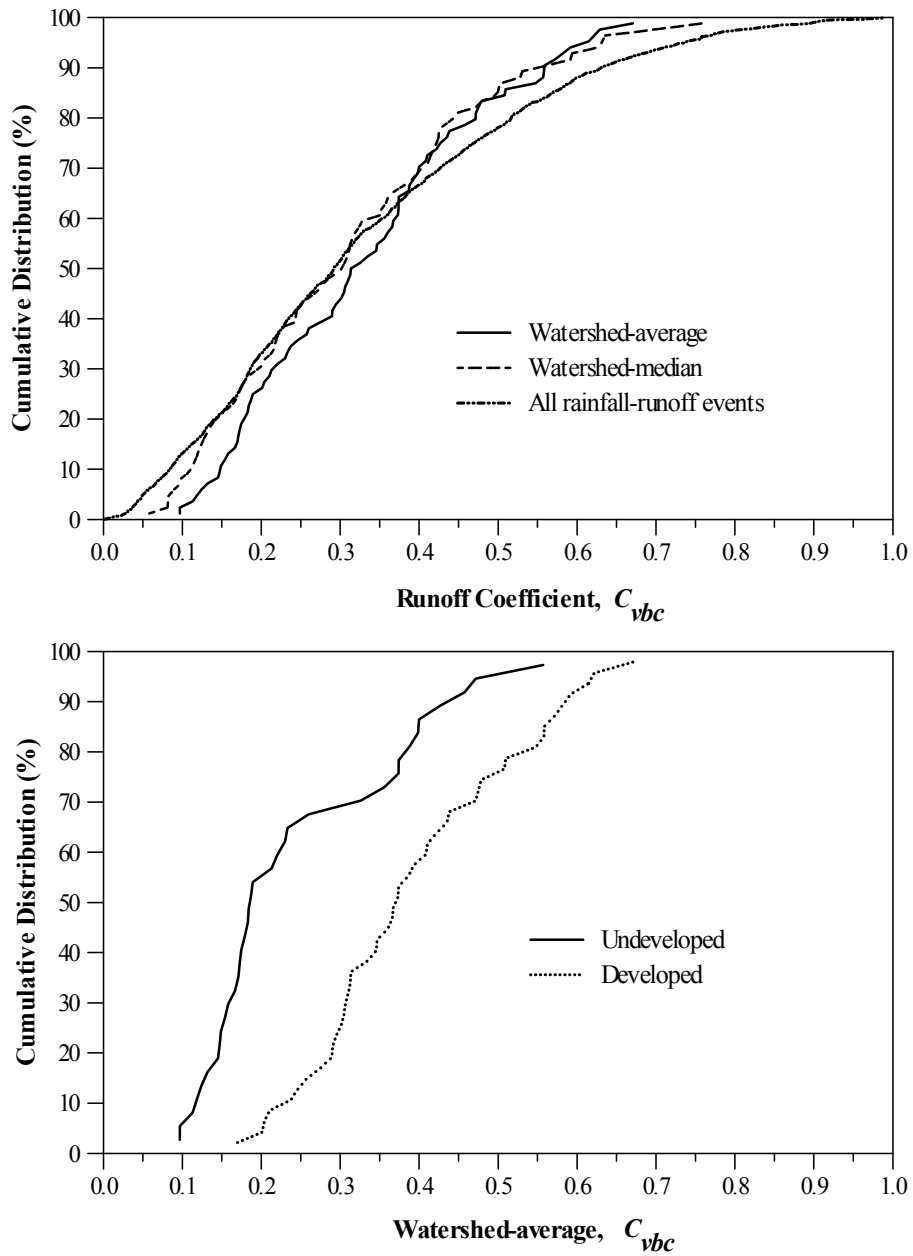 100
90
80
70
60
50
40
30
20
10
0
Cumulative Distribution (%)
Watershed-average
Watershed-median
All rainfall-runoff events
0.0 0.1 0.2 0.3 0.4 0.5 0.6 0.7 0.8 0.9 1.0
Runoff Coefficient, Cvbc
100
90
80
70
60
50
40
30
20
10
0
Cumulative Distribution (%)
Undeveloped
Developed
0.0 0.1 0.2 0.3 0.4 0.5 0.6 0.7 0.8 0.9 1.0
Watershed-average, Cvbc